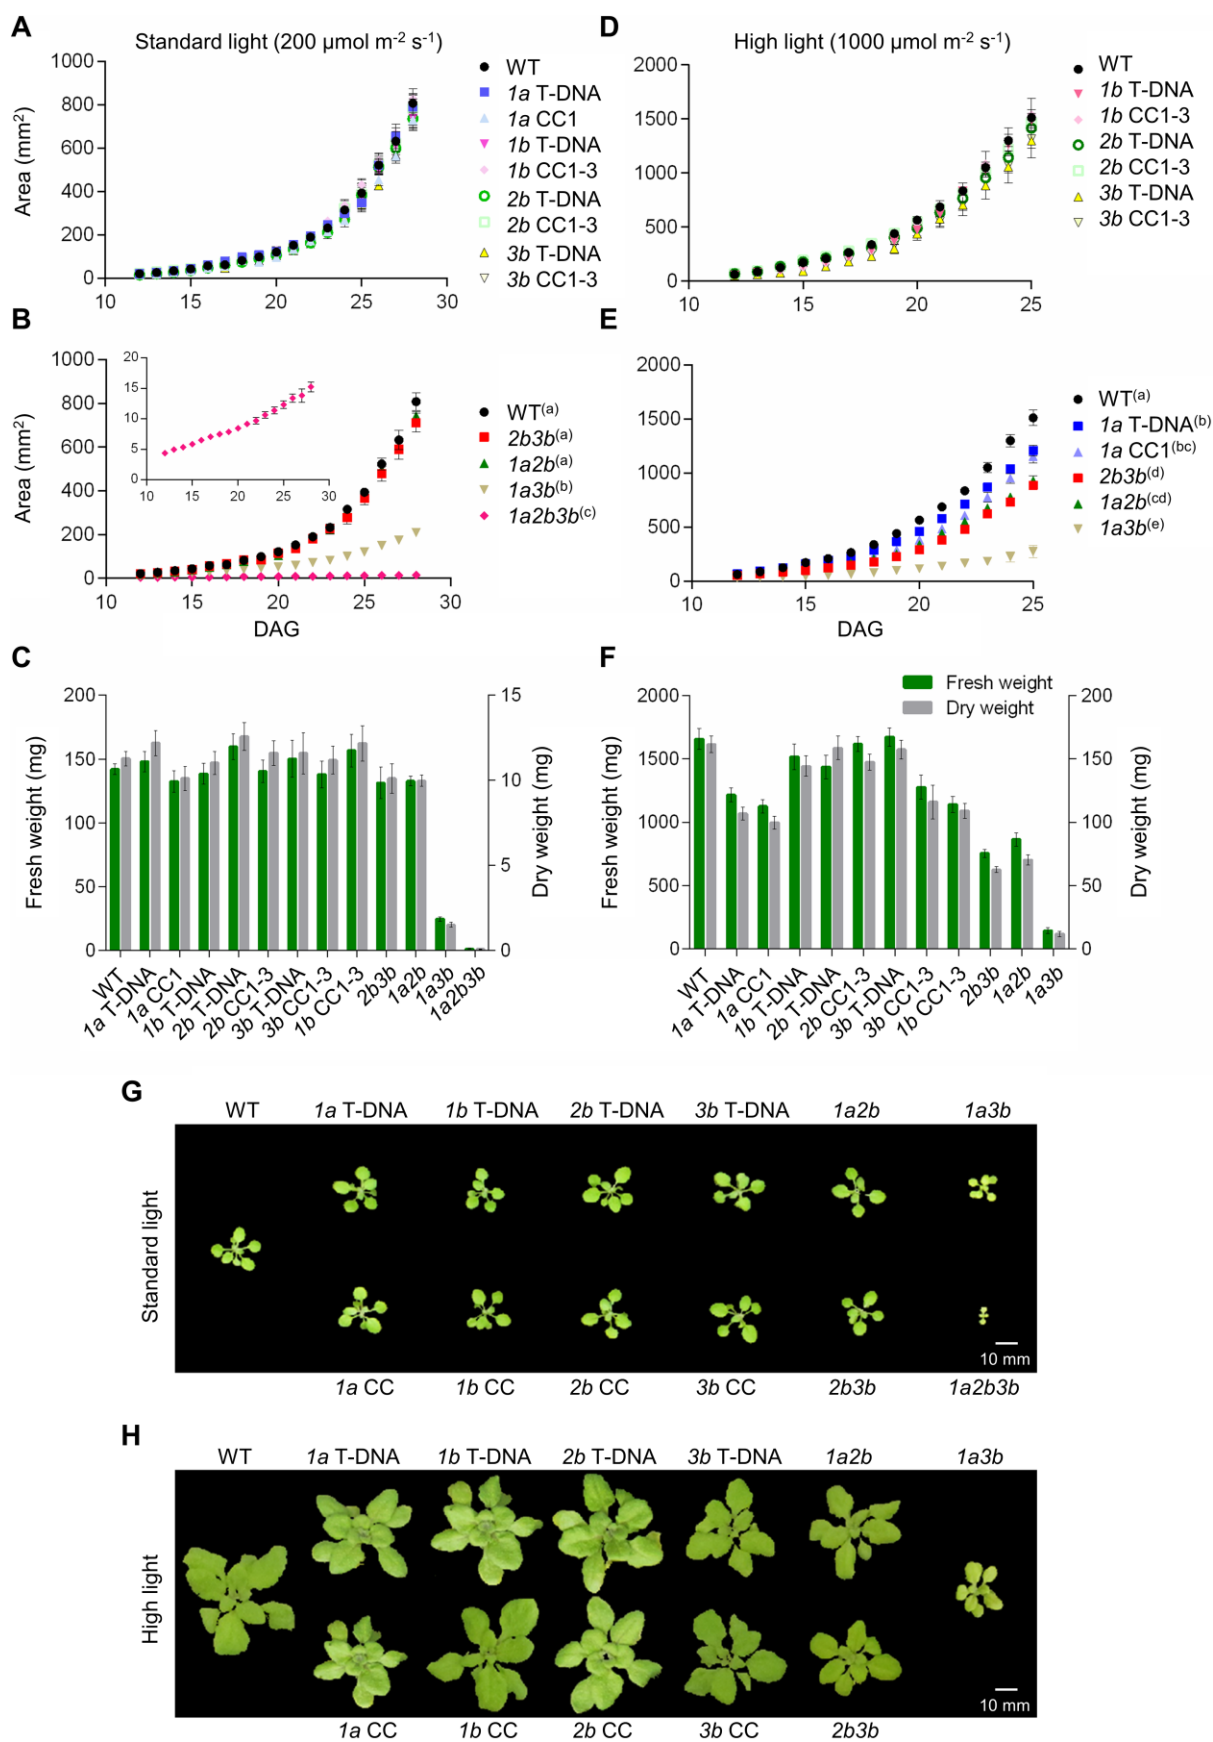 A
Standard light (200 µmol m⁻² s⁻¹)
Area (mm²)
1000
800
600
400
200
0
10
15
20
25
30
WT
1a T-DNA
1a CC1
1b T-DNA
1b CC1-3
2b T-DNA
2b CC1-3
3b T-DNA
3b CC1-3
D
High light (1000 µmol m⁻² s⁻¹)
2000
1500
1000
500
0
10
15
20
25
WT
1b T-DNA
1b CC1-3
2b T-DNA
2b CC1-3
3b T-DNA
3b CC1-3
B
Area (mm²)
1000
800
600
400
200
0
10
15
20
25
30
DAG
20
15
10
5
0
10 12 14 16 18 20 22 24 26 28 30
WT(a)
2b3b(a)
1a2b(a)
1a3b(b)
1a2b3b(c)
E
2000
1500
1000
500
0
10
15
20
25
DAG
WT(a)
1a T-DNA(b)
1a CC1(bc)
2b3b(d)
1a2b(cd)
1a3b(e)
C
Fresh weight (mg)
200
150
100
50
0
15
10
5
0
Dry weight (mg)
WT
1a T-DNA
1a CC1
1b T-DNA
2b T-DNA
2b CC1-3
3b T-DNA
3b CC1-3
1b CC1-3
2b3b
1a2b
1a3b
1a2b3b
F
Fresh weight
Dry weight
Fresh weight (mg)
2000
1500
1000
500
0
200
150
100
50
0
Dry weight (mg)
WT
1a T-DNA
1a CC1
1b T-DNA
2b T-DNA
2b CC1-3
3b T-DNA
3b CC1-3
1b CC1-3
2b3b
1a2b
1a3b
G
WT 1a T-DNA 1b T-DNA 2b T-DNA 3b T-DNA 1a2b 1a3b
Standard light
10 mm
1a CC 1b CC 2b CC 3b CC 2b3b 1a2b3b
H
WT 1a T-DNA 1b T-DNA 2b T-DNA 3b T-DNA 1a2b 1a3b
High light
10 mm
1a CC 1b CC 2b CC 3b CC 2b3b